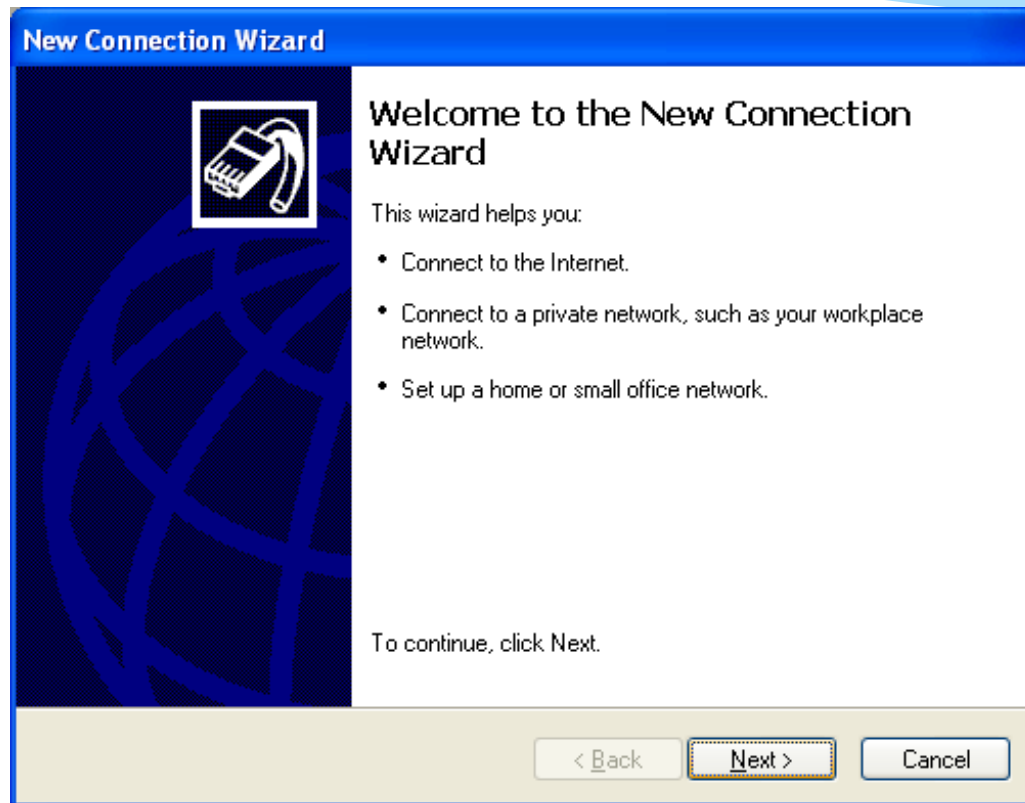 New Connection Wizard
Welcome to the New Connection
Wizard
This wizard helps you:
• Connect to the Internet.
• Connect to a private network, such as your workplace
network.
• Set up a home or small office network.
To continue, click Next.
< Back
Next >
Cancel